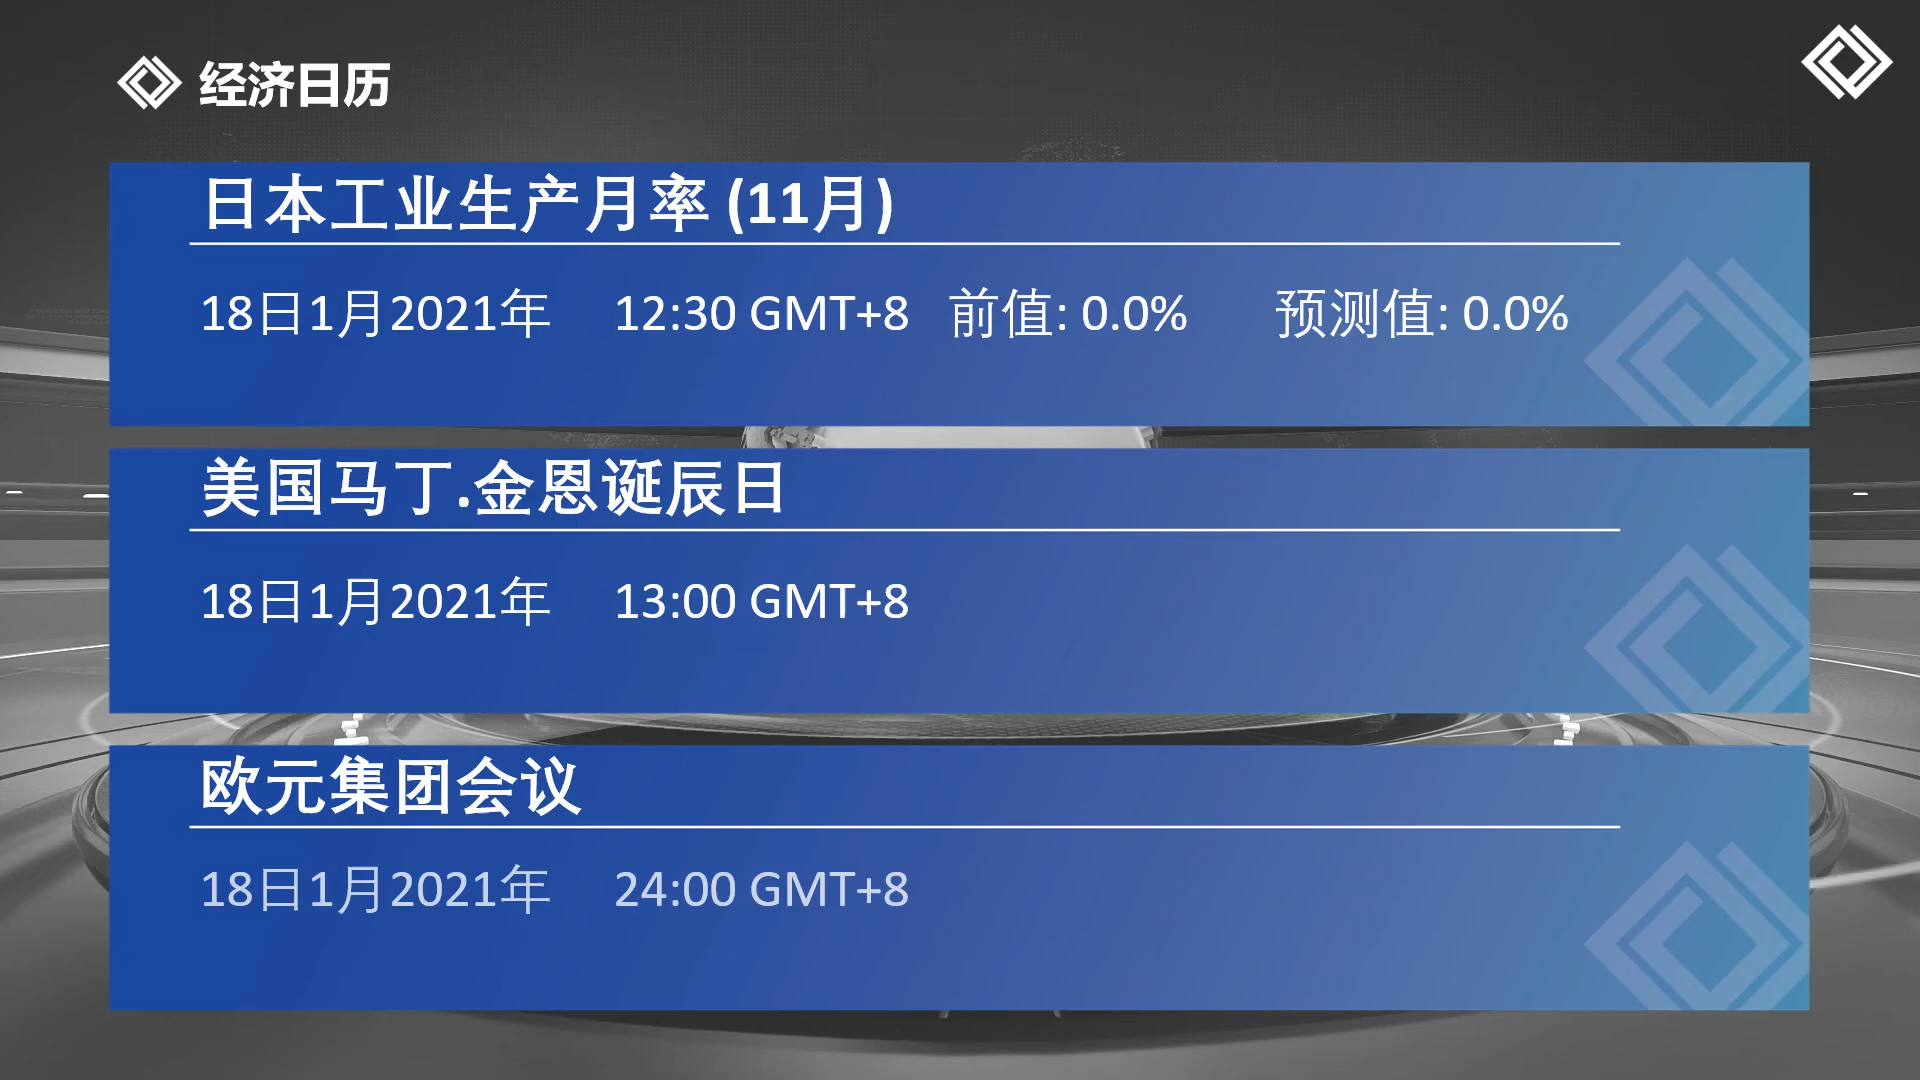 经济日历
日本工业生产月率 (11月)
18日1月2021年 12:30 GMT+8 前值: 0.0% 预测值: 0.0%
美国马丁.金恩诞辰日
18日1月2021年 13:00 GMT+8
欧元集团会议
18日1月2021年 24:00 GMT+8